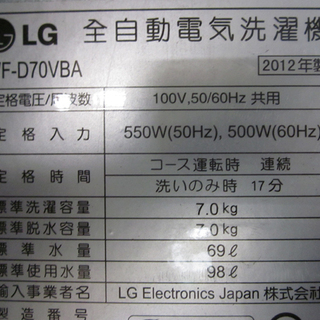 LG 全自動電気洗濯機
F-D70VBA 2012年製
定格電圧/周波数 100V,50/60Hz 共用
定格入力 550W(50Hz), 500W(60Hz)
定格時間 コース運転時 連続
洗いのみ時 17分
標準洗濯容量 7.0kg
標準脱水容量 7.0kg
標準水量 69ℓ
標準使用水量 98ℓ
輸入事業者名 LG Electronics Japan 株式会
製造番号